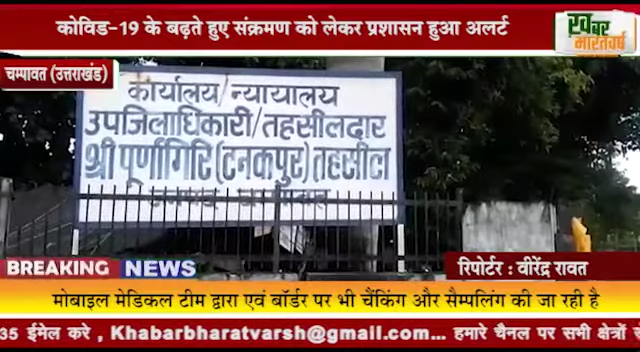 कोविड-19 के बढ़ते हुए संक्रमण को लेकर प्रशासन हुआ अलर्ट
खबर
भारतवर्ष
चम्पावत (उत्तराखंड)
कार्यालय/न्यायालय
उपजिलाधिकारी/तहसीलदार
श्री पूर्णागिरि (टनकपुर) तहसील
BREAKING NEWS
रिपोर्टर : वीरेंद्र रावत
मोबाइल मेडिकल टीम द्वारा एवं बॉर्डर पर भी चैंकिंग और सैम्पलिंग की जा रही है
35 ईमेल करे , Khabarbharatvarsh@gmail.com... हमारे चैनल पर सभी क्षेत्रों